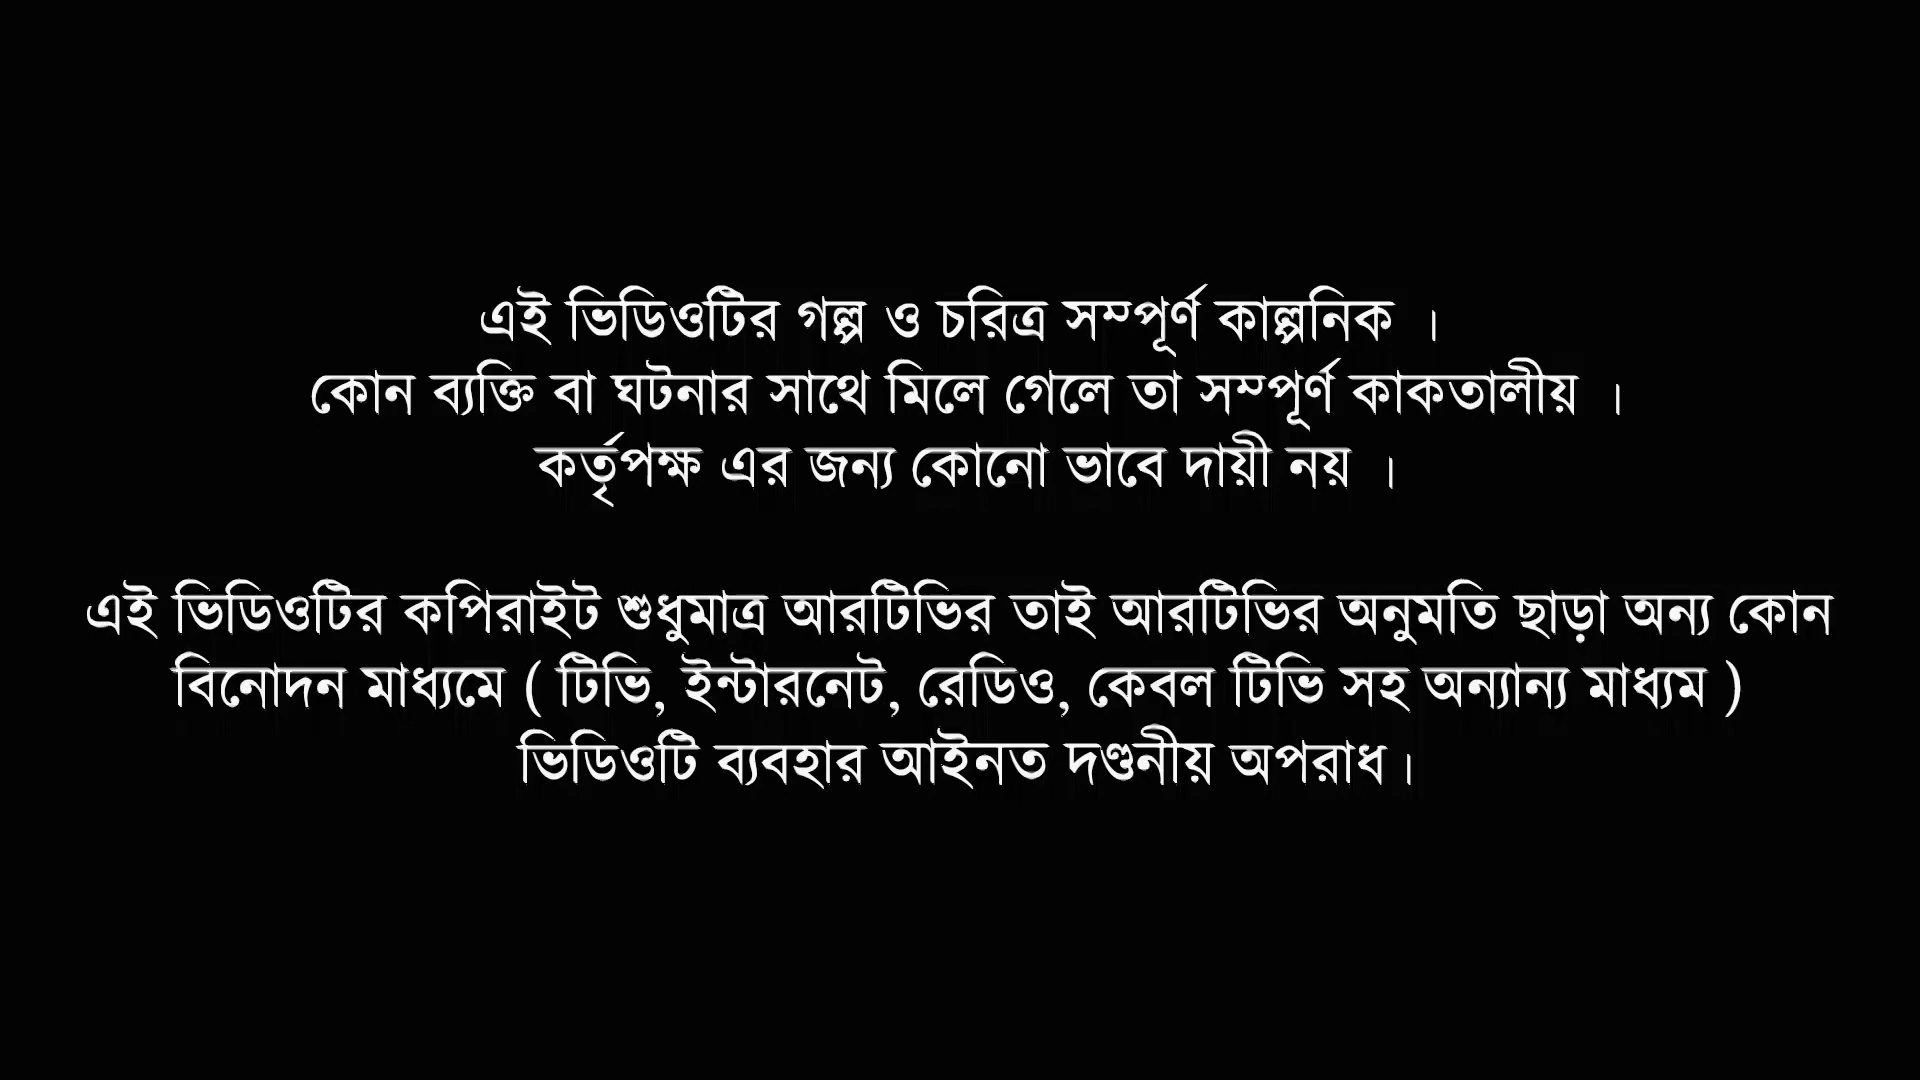 এই ভিডিওটির গল্প ও চরিত্র সম্পূর্ণ কাল্পনিক ।
কোন ব্যক্তি বা ঘটনার সাথে মিলে গেলে তা সম্পূর্ণ কাকতালীয় ।
কর্তৃপক্ষ এর জন্য কোনো ভাবে দায়ী নয় ।
এই ভিডিওটির কপিরাইট শুধুমাত্র আরটিভির তাই আরটিভির অনুমতি ছাড়া অন্য কোন
বিনোদন মাধ্যমে ( টিভি, ইন্টারনেট, রেডিও, কেবল টিভি সহ অন্যান্য মাধ্যম )
ভিডিওটি ব্যবহার আইনত দণ্ডনীয় অপরাধ।